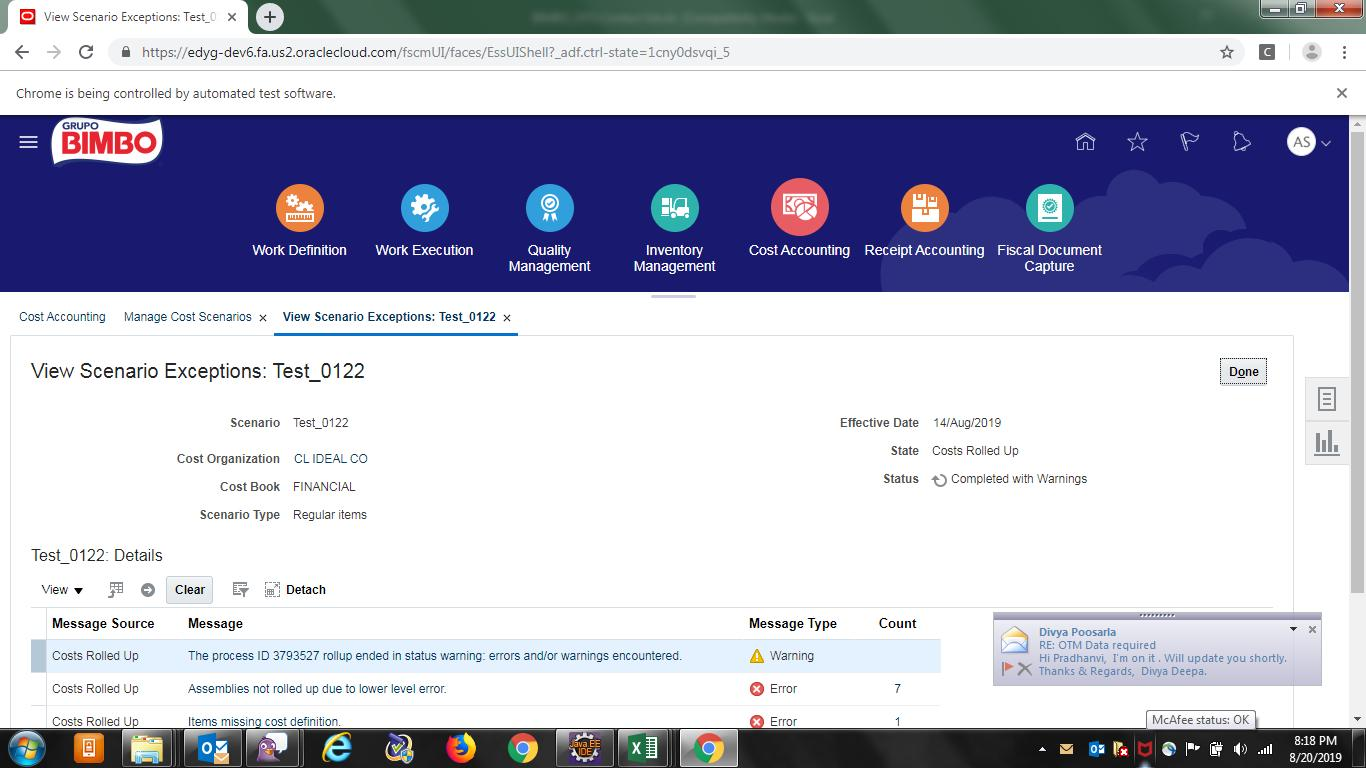 View Scenario Exceptions: Test_0
https://edyg-dev6.fa.us2.oraclecloud.com/fscmUI/faces/EssUIShell?_adf.ctrl-state=1cny0dsvqi_5
C
Chrome is being controlled by automated test software.
GRUPO
BIMBO
AS
Work Definition
Work Execution
Quality
Management
Inventory
Management
Cost Accounting
Receipt Accounting
Fiscal Document
Capture
Cost Accounting
Manage Cost Scenarios
View Scenario Exceptions: Test_0122
View Scenario Exceptions: Test_0122
Done
Scenario Test_0122
Effective Date 14/Aug/2019
Cost Organization CL IDEAL CO
State Costs Rolled Up
Cost Book FINANCIAL
Status Completed with Warnings
Scenario Type Regular items
Test_0122: Details
View Clear Detach
Message Source Message Message Type Count
Costs Rolled Up The process ID 3793527 rollup ended in status warning: errors and/or warnings encountered. Warning
Costs Rolled Up Assemblies not rolled up due to lower level error. Error 7
Costs Rolled Up Items missing cost definition. Error 1
Divya Poosarla
RE: OTM Data required
Hi Pradhanvi, I'm on it . Will update you shortly.
Thanks & Regards, Divya Deepa.
McAfee status: OK
Java EE
IDE
8:18 PM
8/20/2019